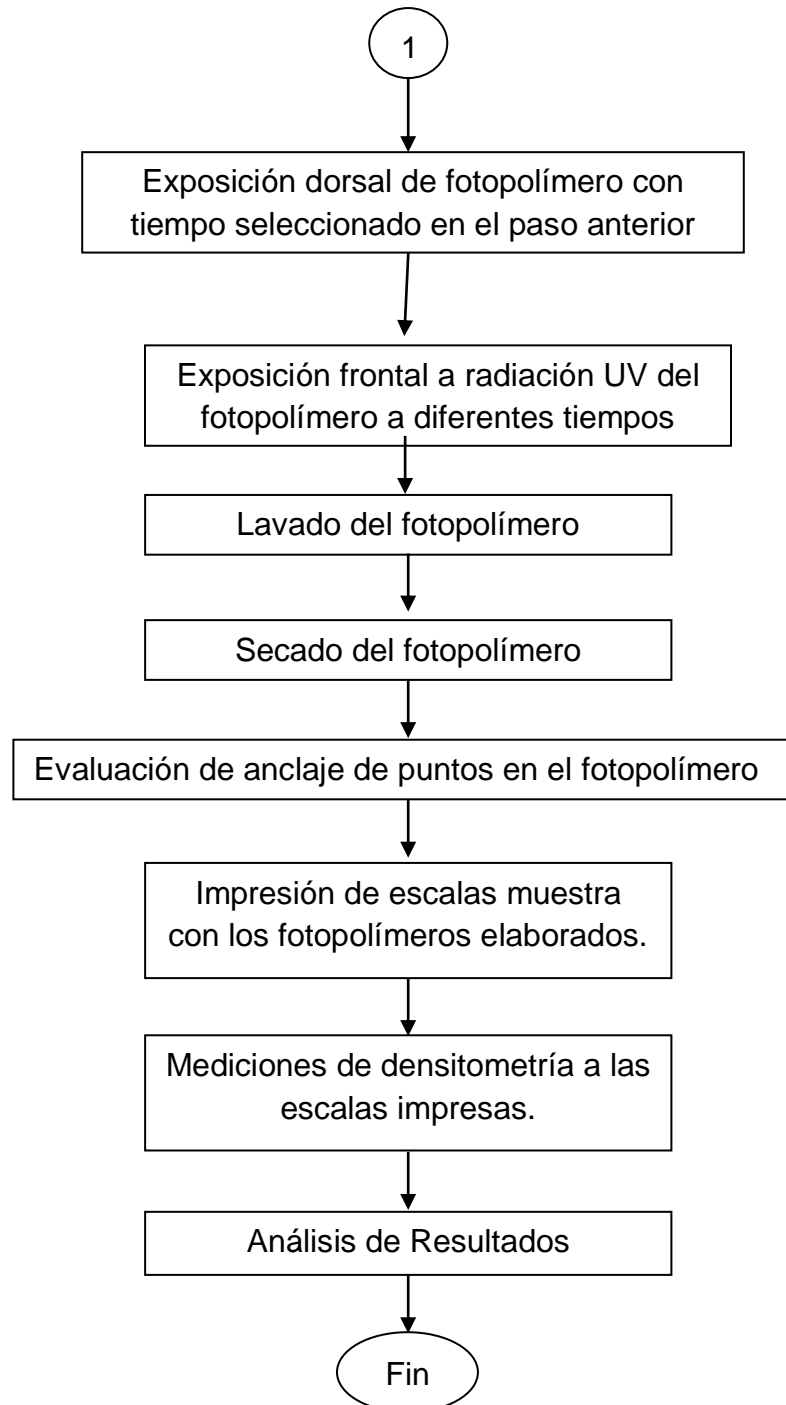 1
Exposición dorsal de fotopolímero con
tiempo seleccionado en el paso anterior
Exposición frontal a radiación UV del
fotopolímero a diferentes tiempos
Lavado del fotopolímero
Secado del fotopolímero
Evaluación de anclaje de puntos en el fotopolímero
Impresión de escalas muestra
con los fotopolímeros elaborados.
Mediciones de densitometría a las
escalas impresas.
Análisis de Resultados
Fin